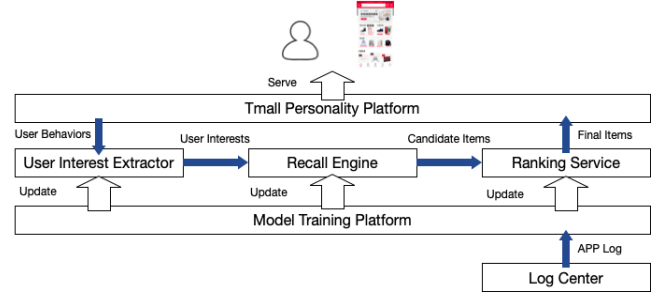 Serve
Tmall Personality Platform
User Behaviors
User Interests
Candidate Items
Final Items
User Interest Extractor
Recall Engine
Ranking Service
Update
Update
Update
Model Training Platform
APP Log
Log Center